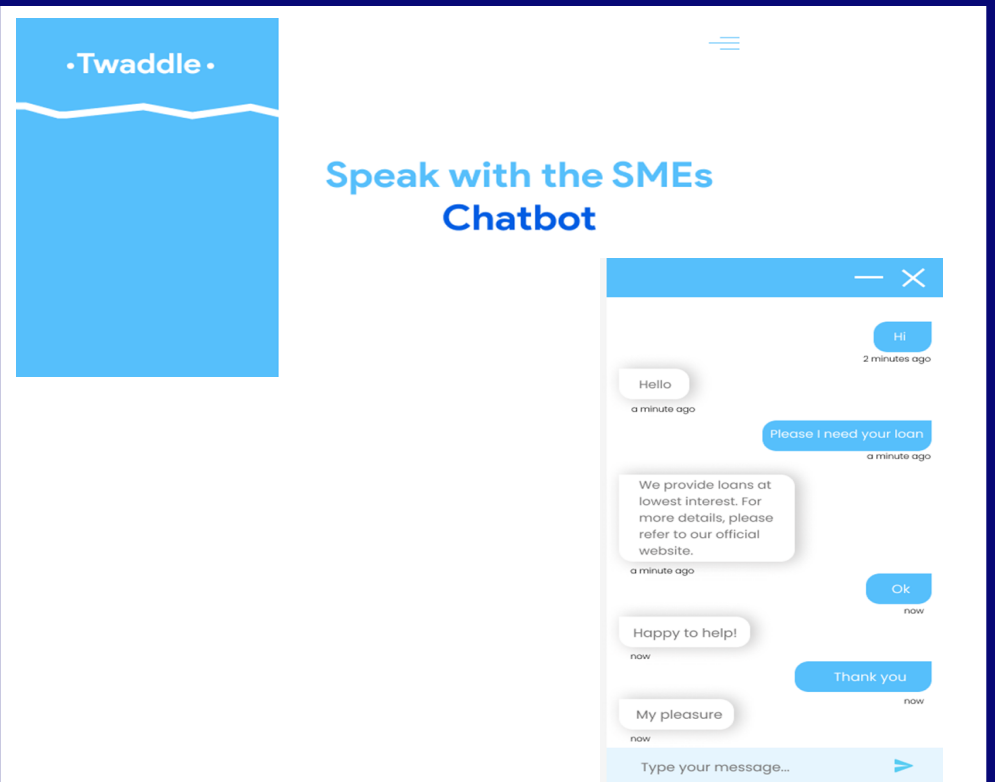 •Twaddle•
Speak with the SMEs
Chatbot
Hi
2 minutes ago
Hello
a minute ago
Please I need your loan
a minute ago
We provide loans at
lowest interest. For
more details, please
refer to our official
website.
a minute ago
Ok
now
Happy to help!
now
Thank you
now
My pleasure
now
Type your message...